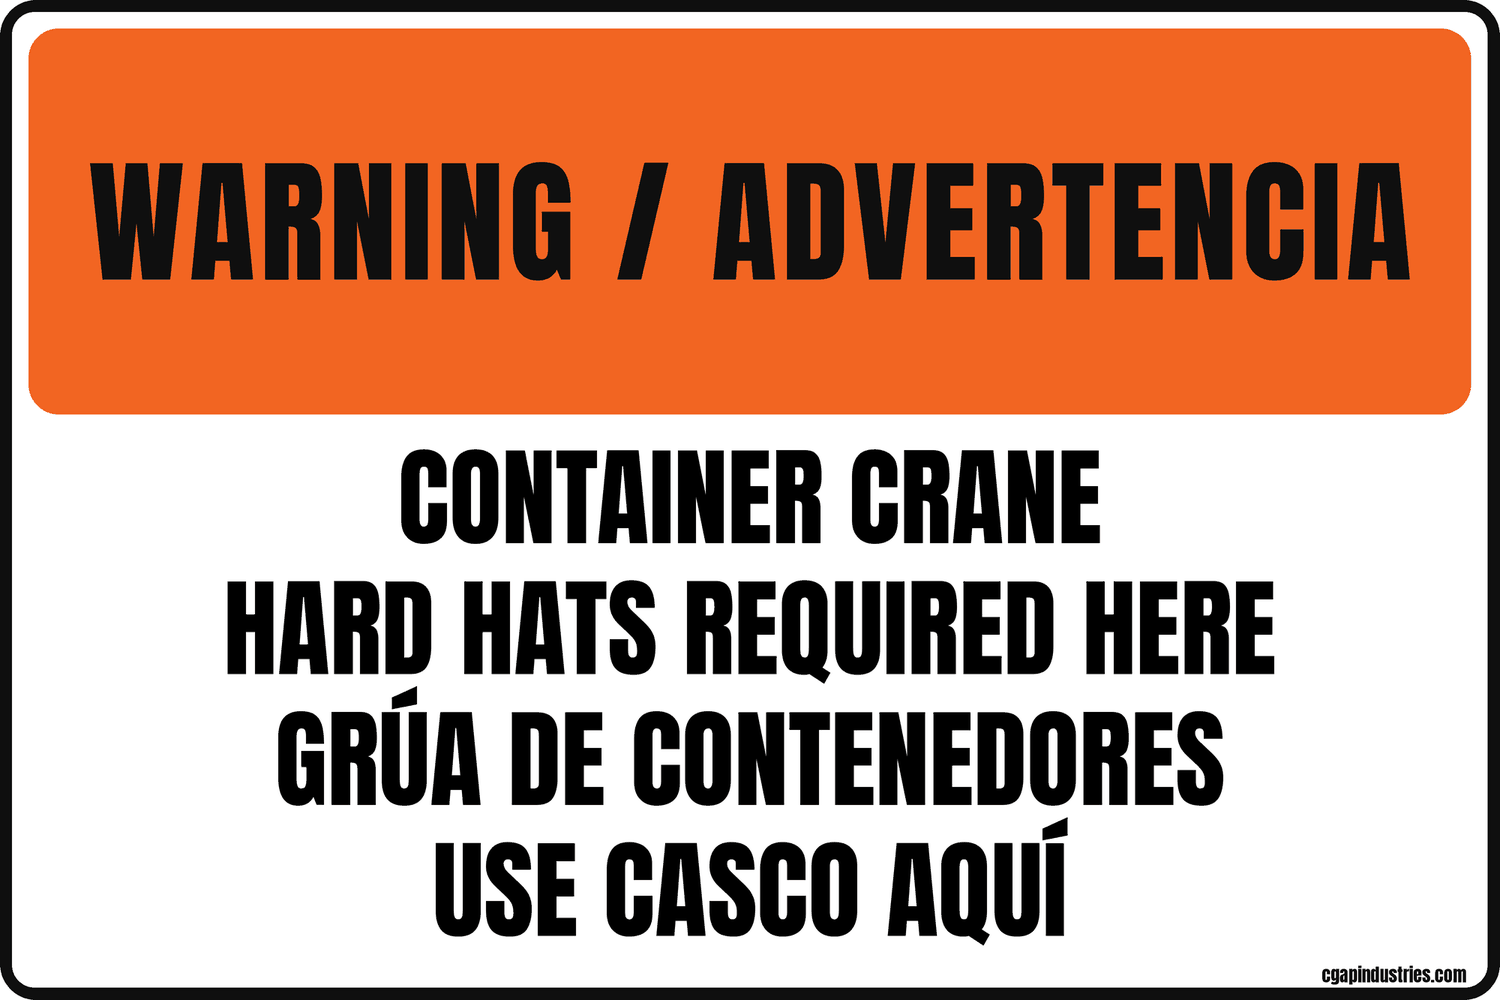 WARNING / ADVERTENCIA
CONTAINER CRANE
HARD HATS REQUIRED HERE
GRÚA DE CONTENEDORES
USE CASCO AQUÍ
cgapindustries.com